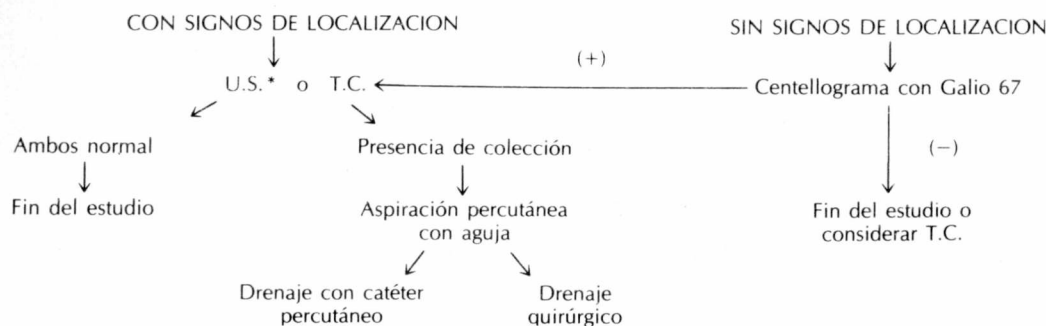 CON SIGNOS DE LOCALIZACION
SIN SIGNOS DE LOCALIZACION
(+)
U.S.* o T.C.
Centellograma con Galio 67
Ambos normal
Presencia de colección
(−)
Fin del estudio
Aspiración percutánea
con aguja
Fin del estudio o
considerar T.C.
Drenaje con catéter
percutáneo
Drenaje
quirúrgico